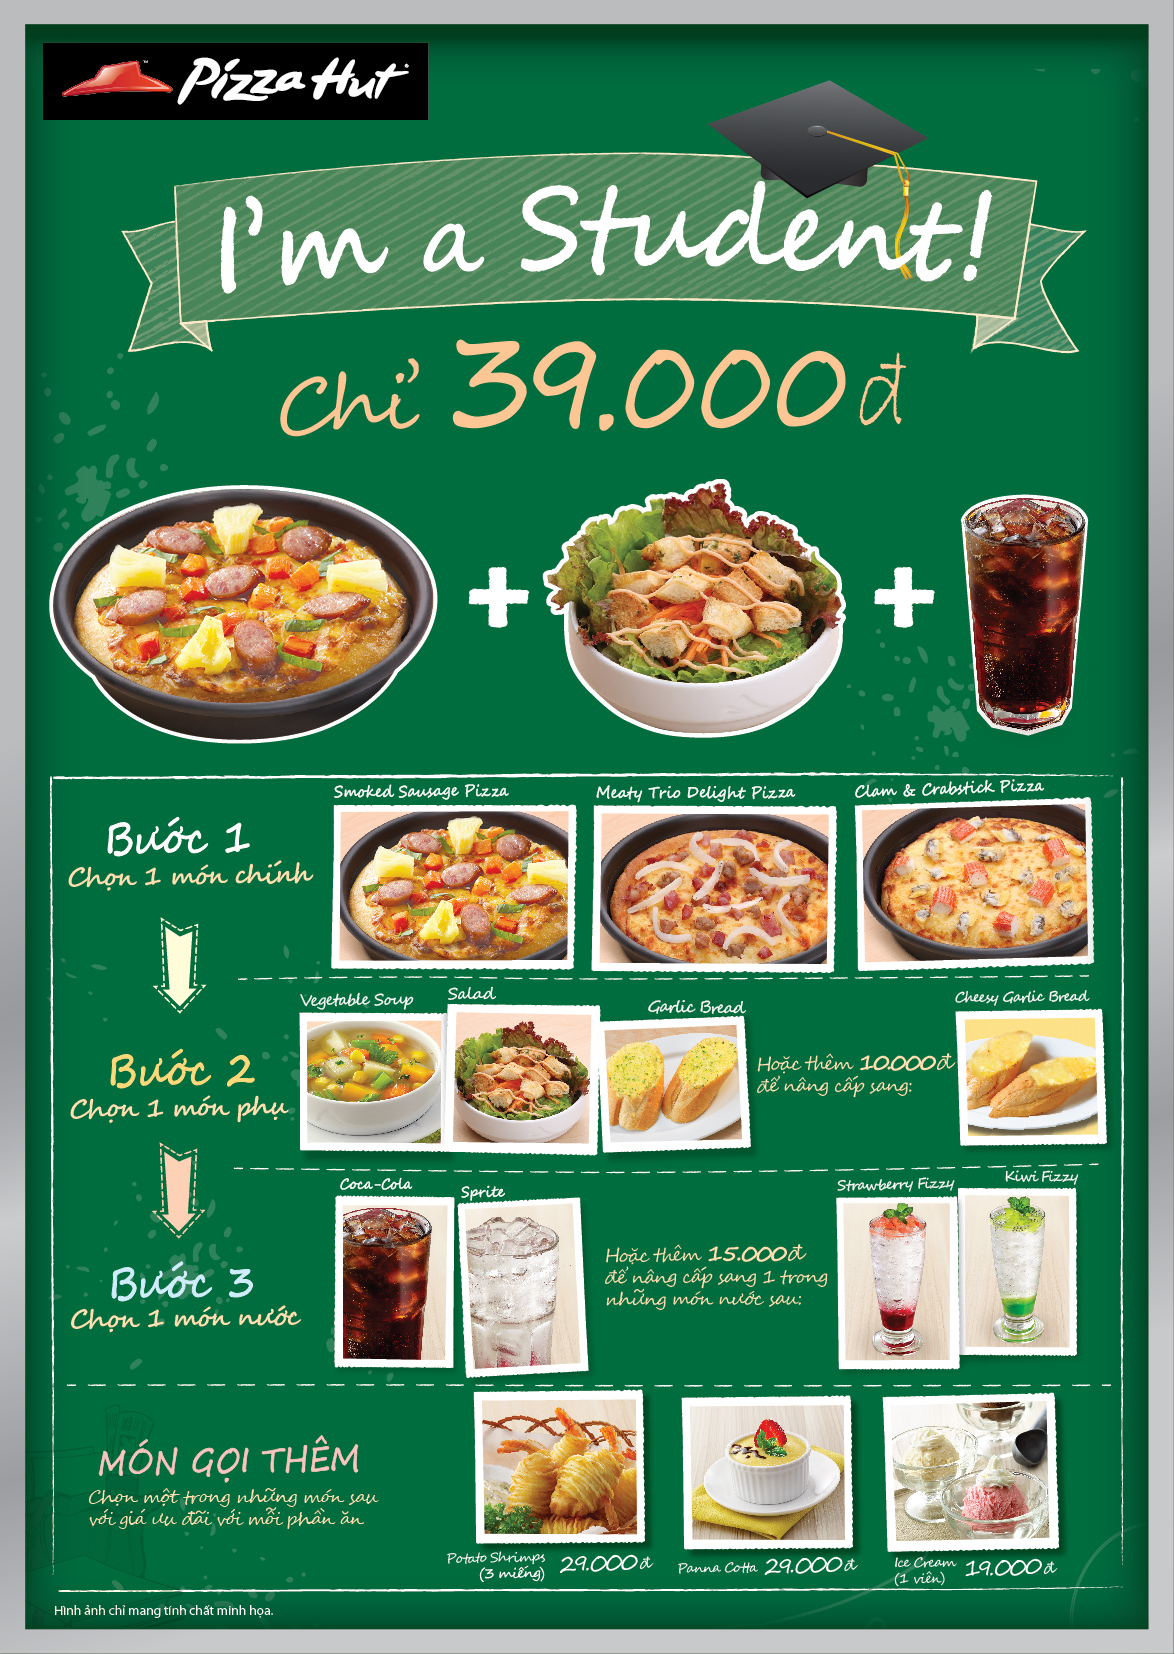 Pizza Hut
I'm a Student!
Chỉ 39.000đ
Smoked Sausage Pizza
Meaty Trio Delight Pizza
Clam & Crabstick Pizza
Bước 1
Chọn 1 món chính
Vegetable Soup
Salad
Garlic Bread
Cheesy Garlic Bread
Bước 2
Chọn 1 món phụ
Hoặc thêm 10.000đ
để nâng cấp sang:
Coca-Cola
Sprite
Strawberry Fizzy
Kiwi Fizzy
Bước 3
Chọn 1 món nước
Hoặc thêm 15.000đ
để nâng cấp sang 1 trong
những món nước sau:
MÓN GỌI THÊM
Chọn một trong những món sau
với giá ưu đãi với mỗi phần ăn
Potato Shrimps
(3 miếng)
29.000đ
Panna Cotta 29.000đ
Ice Cream
(1 viên)
19.000đ
Hình ảnh chỉ mang tính chất minh họa.